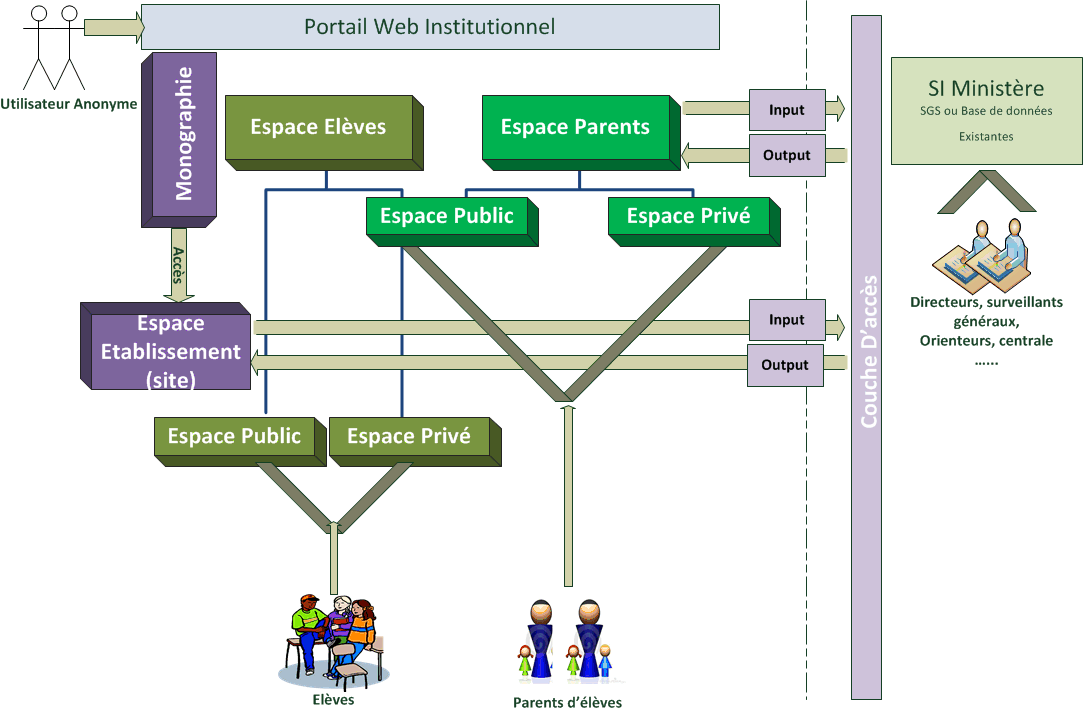 Portail Web Institutionnel
Utilisateur Anonyme
Monographie
Espace Elèves
Espace Parents
Input
Output
SI Ministère
SGS ou Base de données
Existantes
Espace Public
Espace Privé
Accès
Directeurs, surveillants
généraux,
Orienteurs, centrale
......
Espace
Etablissement
(site)
Input
Output
Couche D'accès
Espace Public
Espace Privé
Elèves
Parents d'élèves